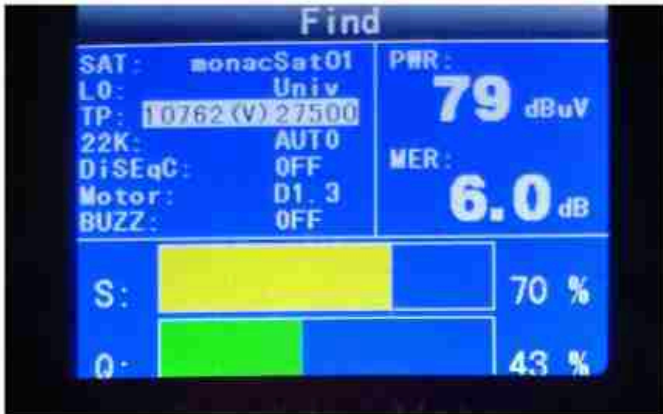 Find
SAT: monacSat01
LO: Univ
TP: 10762(V)27500
22K: AUTO
DiSEqC: OFF
Motor: D1.3
BUZZ: OFF
PWR:
79 dBuV
MER:
6.0 dB
S: 70 %
Q: 43 %